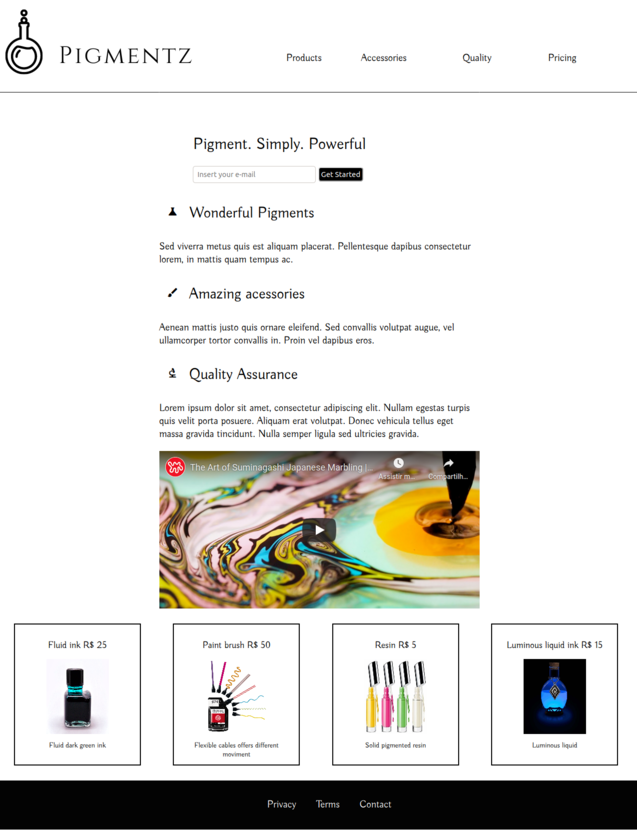 Pigmentz
Products Accessories Quality Pricing
Pigment. Simply. Powerful
Insert your e-mail Get Started
Wonderful Pigments
Sed viverra metus quis est aliquam placerat. Pellentesque dapibus consectetur
lorem, in mattis quam tempus ac.
Amazing acessories
Aenean mattis justo quis ornare eleifend. Sed convallis volutpat augue, vel
ullamcorper tortor convallis in. Proin vel dapibus eros.
Quality Assurance
Lorem ipsum dolor sit amet, consectetur adipiscing elit. Nullam egestas turpis
quis velit porta posuere. Aliquam erat volutpat. Donec vehicula tellus eget
massa gravida tincidunt. Nulla semper ligula sed ultricies gravida.
The Art of Suminagashi Japanese Marbling |...
Assistir m... Compartilh...
Fluid ink R$ 25
Fluid dark green ink
Paint brush R$ 50
Flexible cables offers different
moviment
Resin R$ 5
Solid pigmented resin
Luminous liquid ink R$ 15
Luminous liquid
Privacy Terms Contact